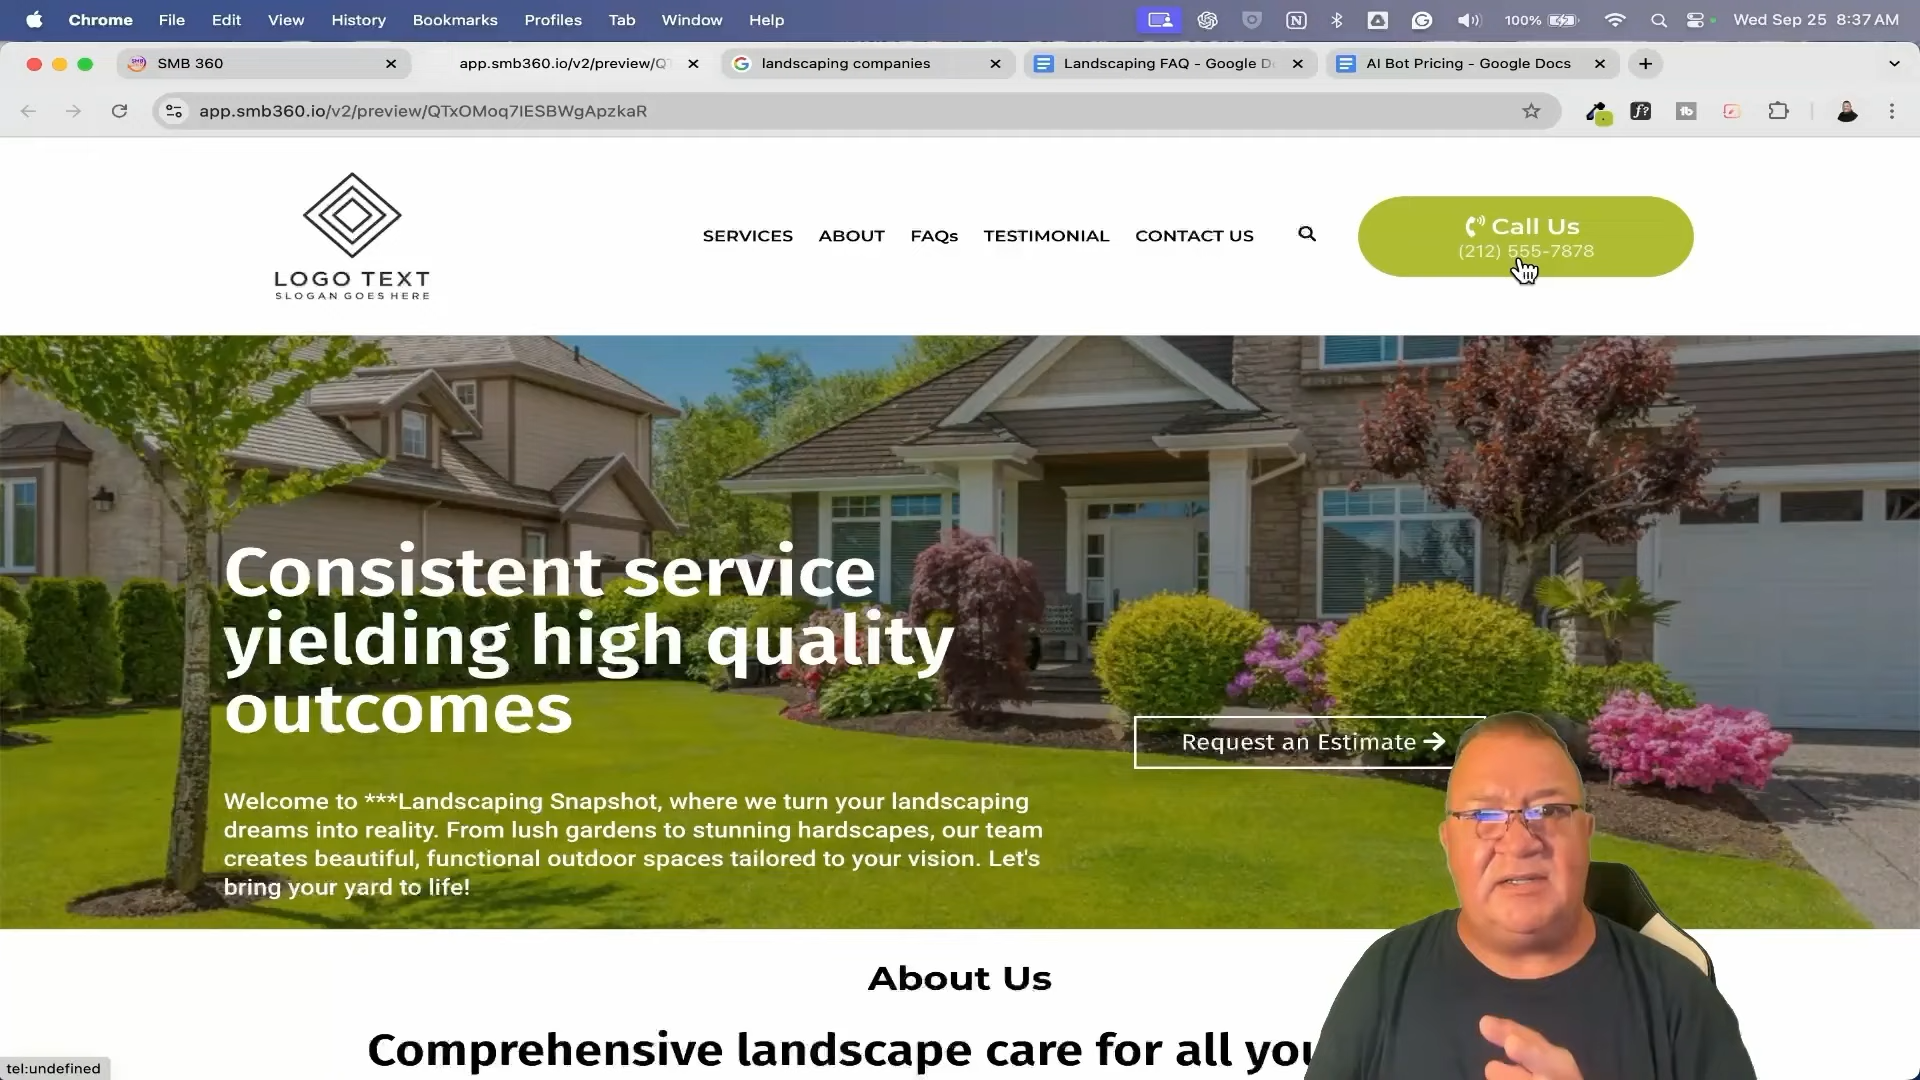 Chrome File Edit View History Bookmarks Profiles Tab Window Help
100% Wed Sep 25 8:37 AM
SMB 360
app.smb360.io/v2/preview/QT
landscaping companies
Landscaping FAQ - Google D
AI Bot Pricing - Google Docs
app.smb360.io/v2/preview/QTxOMoq7IESBWgApzkaR
LOGO TEXT
SLOGAN GOES HERE
SERVICES ABOUT FAQs TESTIMONIAL CONTACT US
Call Us
(212) 555-7878
Consistent service
yielding high quality
outcomes
Request an Estimate
Welcome to ***Landscaping Snapshot, where we turn your landscaping
dreams into reality. From lush gardens to stunning hardscapes, our team
creates beautiful, functional outdoor spaces tailored to your vision. Let's
bring your yard to life!
About Us
Comprehensive landscape care for all you
tel:undefined